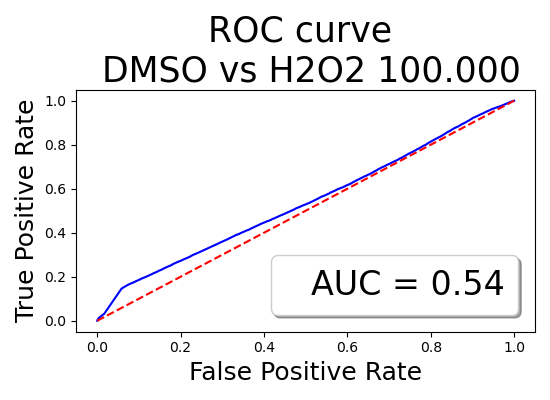 ROC curve
DMSO vs H2O2 100.000
True Positive Rate
1.0
0.8
0.6
0.4
0.2
0.0
AUC = 0.54
0.0 0.2 0.4 0.6 0.8 1.0
False Positive Rate